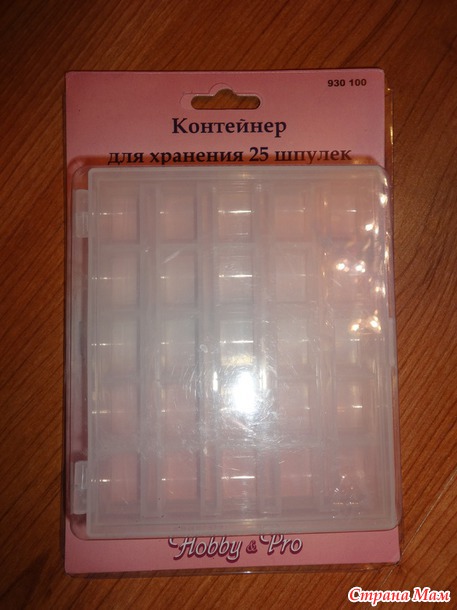 930 100
Контейнер
для хранения 25 шпулек
Hobby & Pro
Страна Мам